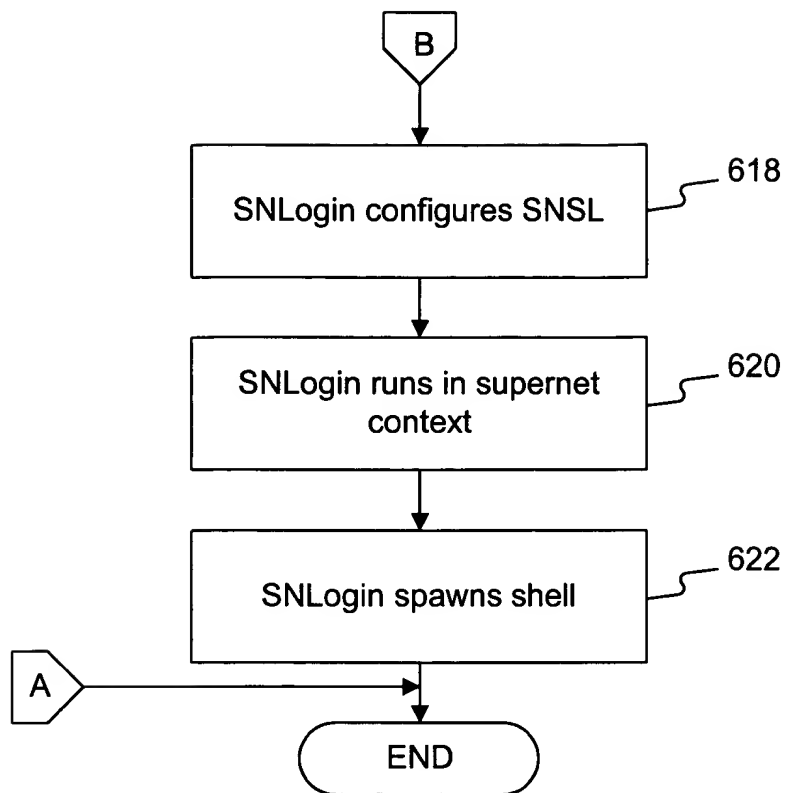 B
SNLogin configures SNSL
618
SNLogin runs in supernet
context
620
SNLogin spawns shell
622
A
END